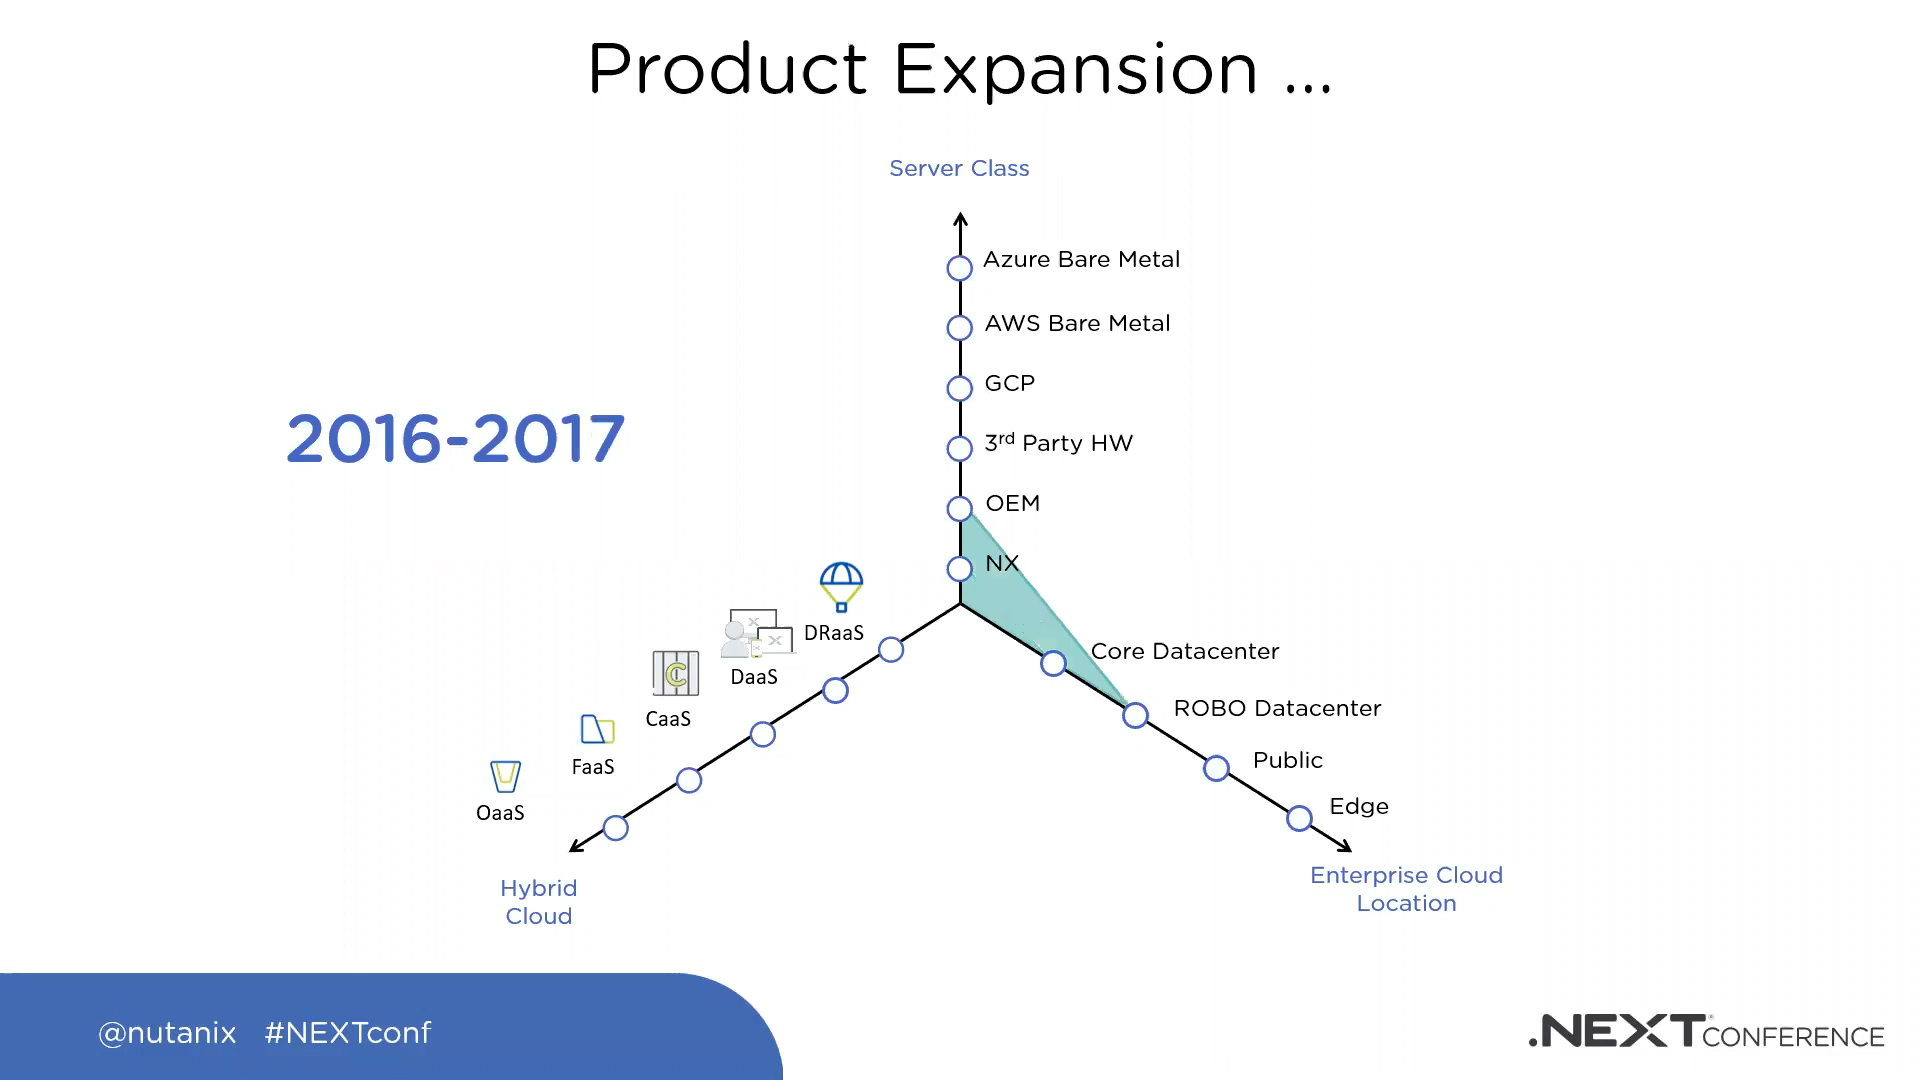 Product Expansion ...
Server Class
Azure Bare Metal
AWS Bare Metal
GCP
3rd Party HW
OEM
NX
2016-2017
DRaaS
DaaS
CaaS
FaaS
OaaS
Core Datacenter
ROBO Datacenter
Public
Edge
Hybrid
Cloud
Enterprise Cloud
Location
@nutanix #NEXTconf
.NEXT CONFERENCE